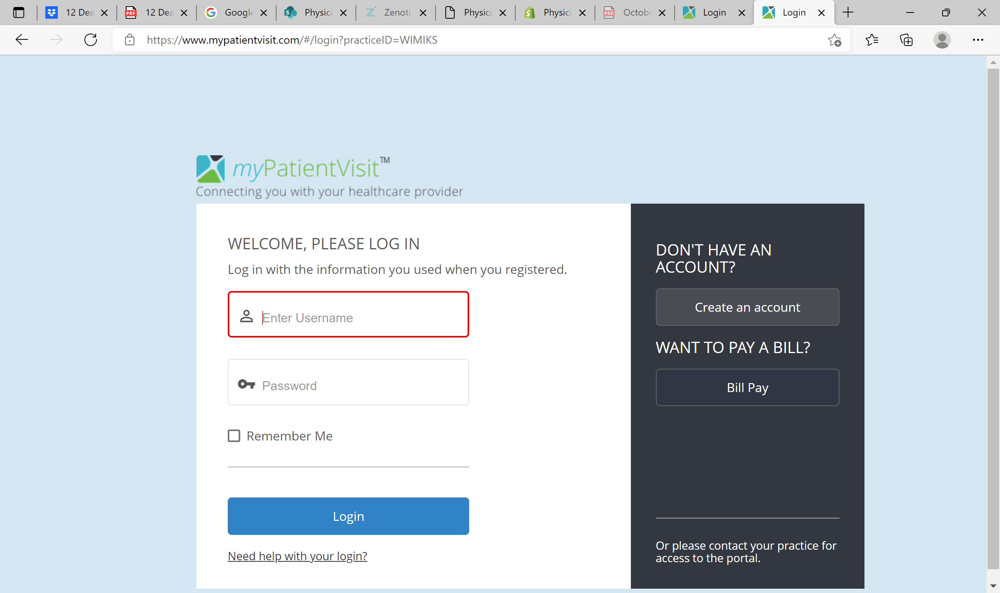 12 Dea
12 Dea
Google
Physici
Zenoti
Physici
Physici
Octobe
Login
Login
https://www.mypatientvisit.com/#/login?practiceID=WIMIKS
myPatientVisit™
Connecting you with your healthcare provider
WELCOME, PLEASE LOG IN
Log in with the information you used when you registered.
Enter Username
Password
Remember Me
Login
Need help with your login?
DON'T HAVE AN
ACCOUNT?
Create an account
WANT TO PAY A BILL?
Bill Pay
Or please contact your practice for
access to the portal.